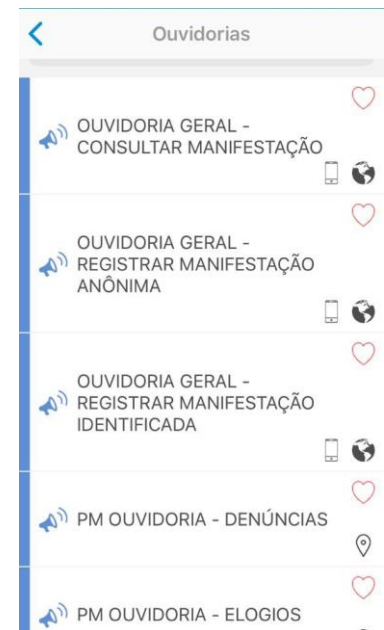 Ouvidorias
OUVIDORIA GERAL -
CONSULTAR MANIFESTAÇÃO
OUVIDORIA GERAL -
REGISTRAR MANIFESTAÇÃO
ANÔNIMA
OUVIDORIA GERAL -
REGISTRAR MANIFESTAÇÃO
IDENTIFICADA
PM OUVIDORIA - DENÚNCIAS
PM OUVIDORIA - ELOGIOS